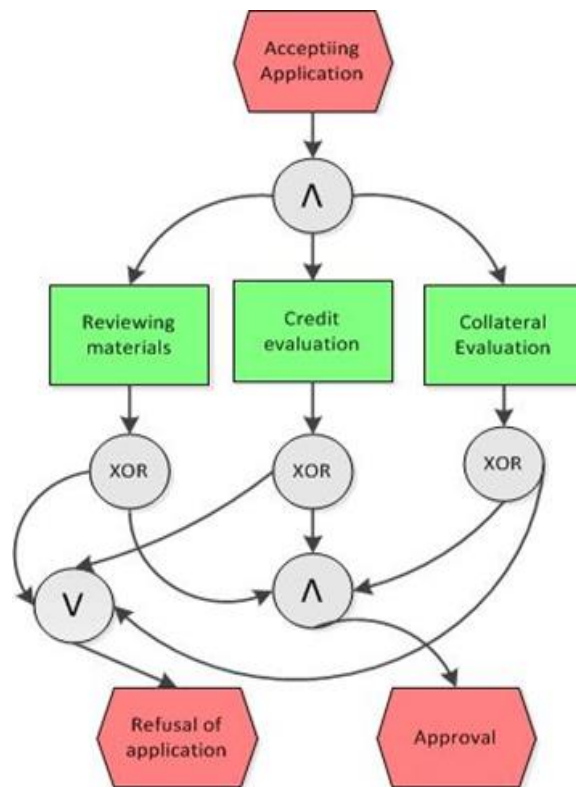 Acceptiing
Application
Λ
Reviewing
materials
Credit
evaluation
Collateral
Evaluation
XOR
XOR
XOR
V
Λ
Refusal of
application
Approval